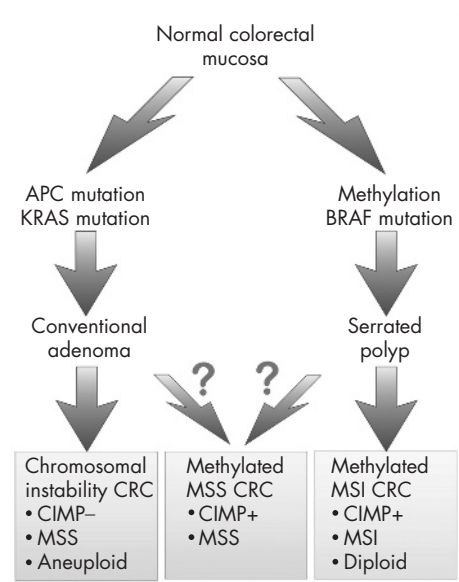 Normal colorectal
mucosa
APC mutation
KRAS mutation
Methylation
BRAF mutation
Conventional
adenoma
Serrated
polyp
?
?
Chromosomal
instability CRC
• CIMP–
• MSS
• Aneuploid
Methylated
MSS CRC
• CIMP+
• MSS
Methylated
MSI CRC
• CIMP+
• MSI
• Diploid